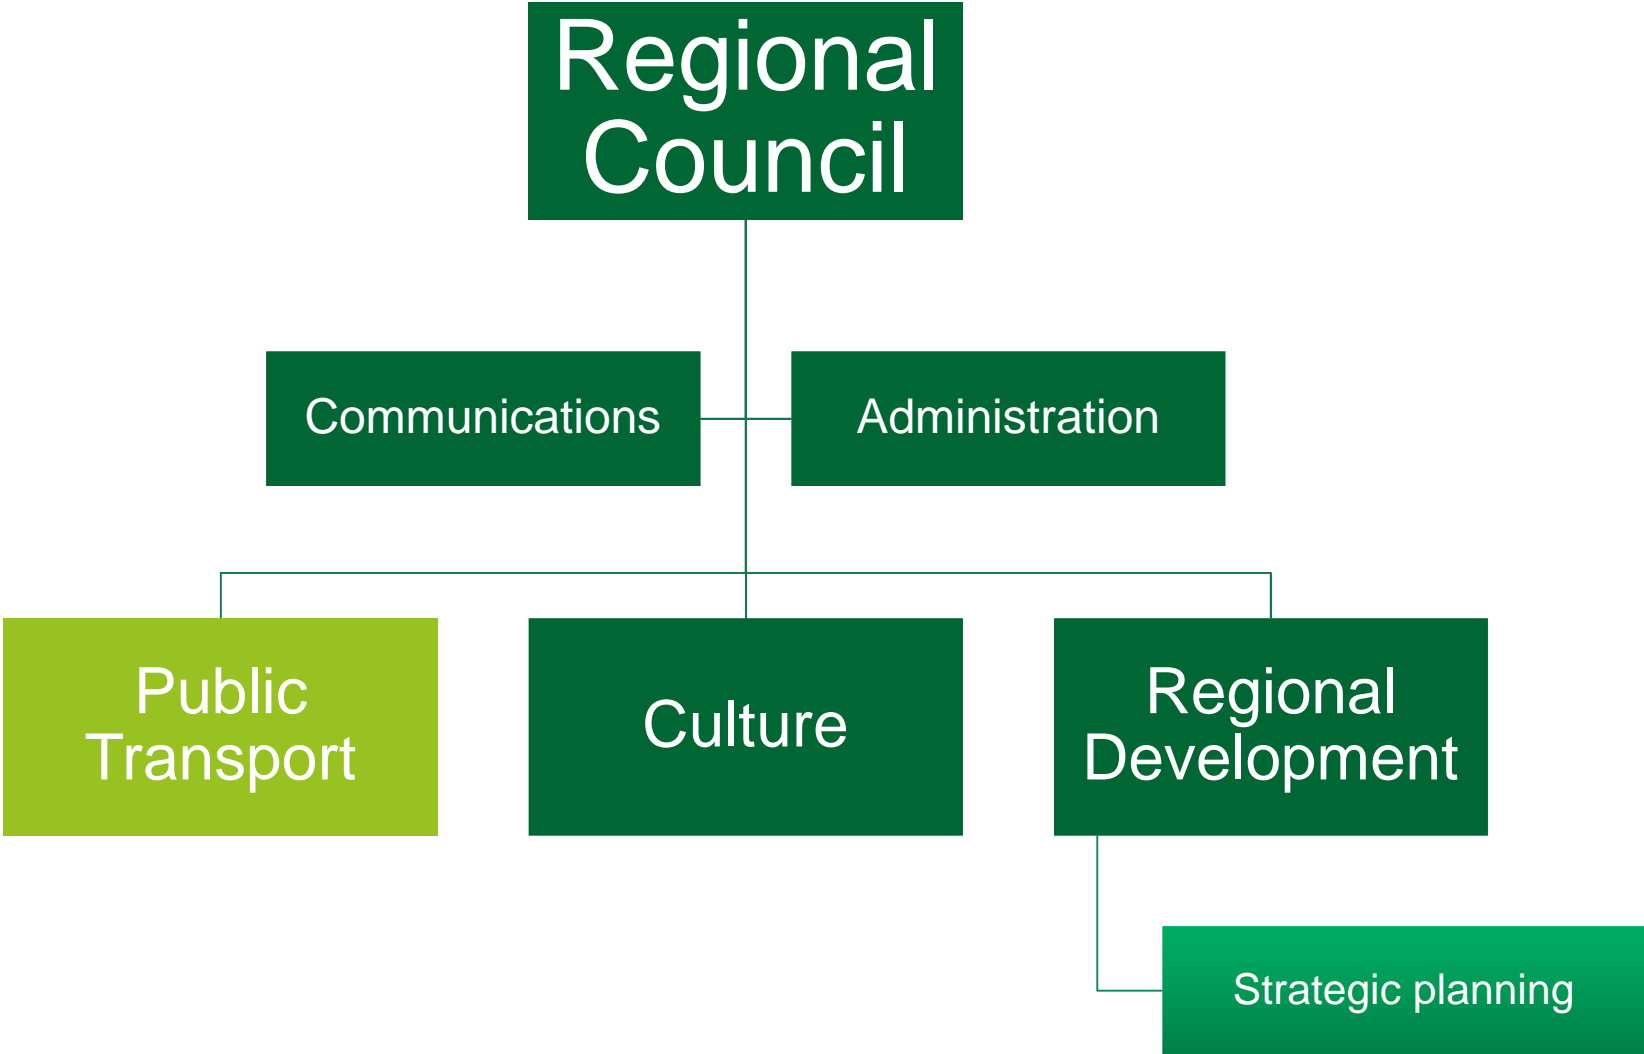 Regional
Council
Communications
Administration
Public
Transport
Culture
Regional
Development
Strategic planning